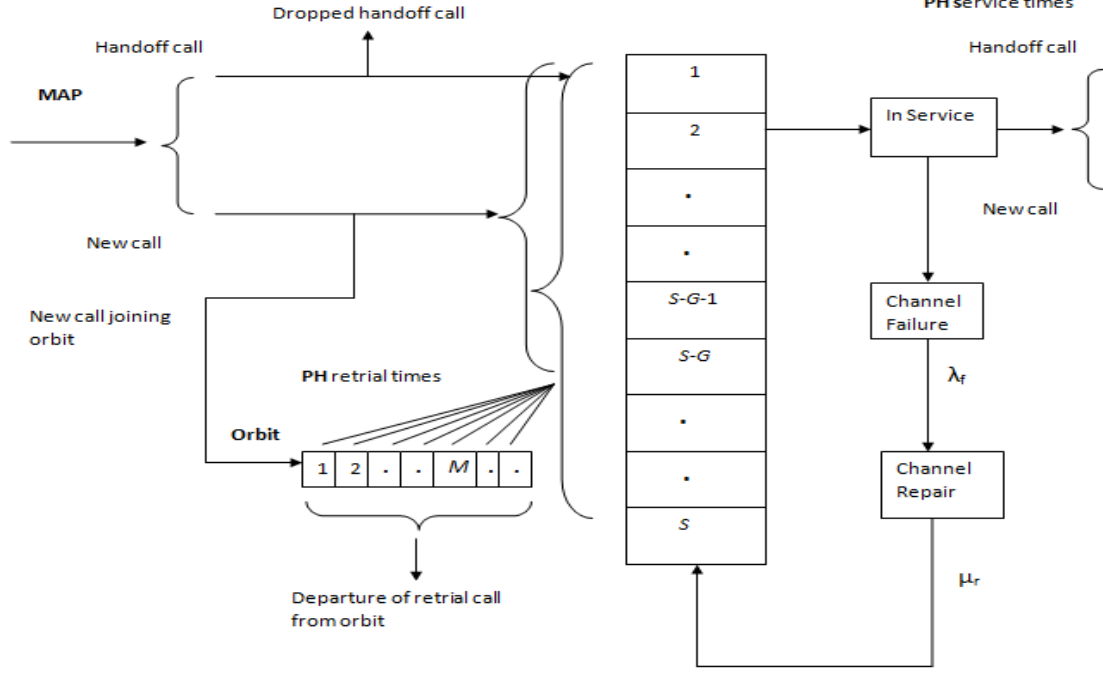 Dropped handoff call
PH service times
Handoff call
Handoff call
MAP
1
In Service
2
.
New call
New call
.
S-G-1
Channel
Failure
New call joining
orbit
S-G
PH retrial times
λf
.
Orbit
1 2 . . M . .
Channel
Repair
.
S
μr
Departure of retrial call
from orbit